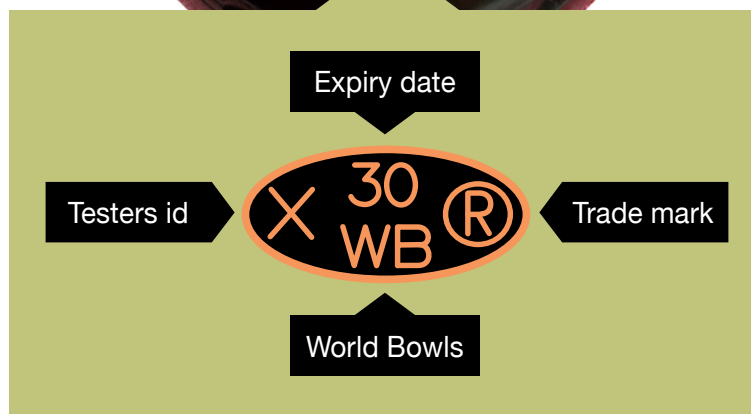 Expiry date
Testers id
X
30
WB
®
Trade mark
World Bowls